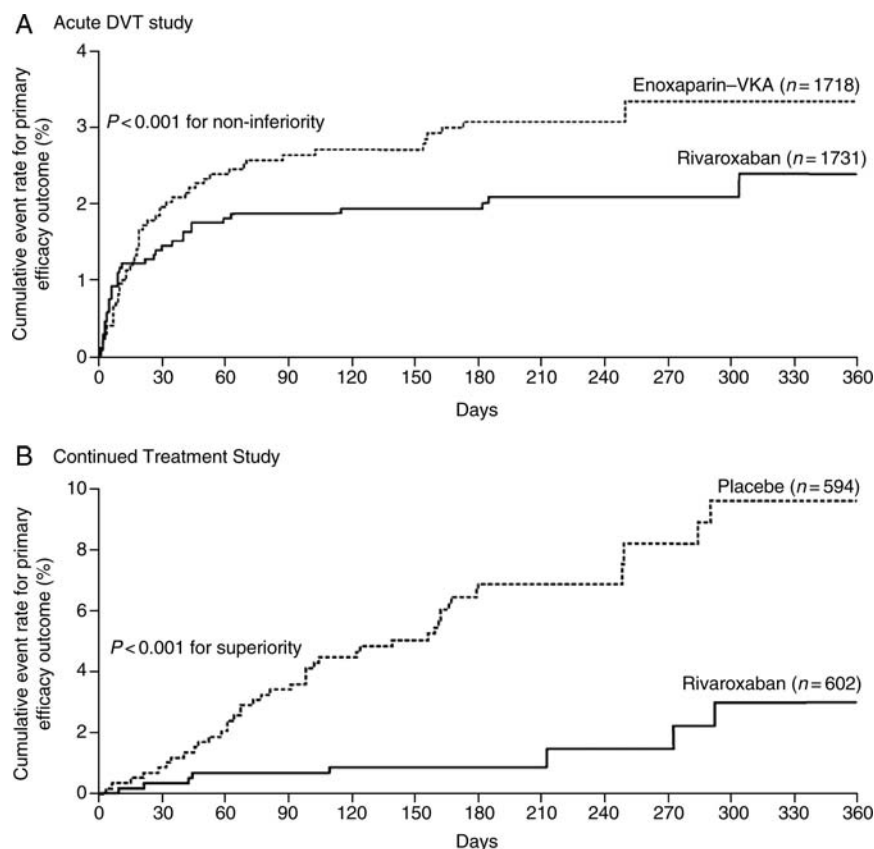 A Acute DVT study
4
3
2
1
0
Cumulative event rate for primary
efficacy outcome (%)
P<0.001 for non-inferiority
Enoxaparin–VKA (n=1718)
Rivaroxaban (n=1731)
0 30 60 90 120 150 180 210 240 270 300 330 360
Days
B Continued Treatment Study
10
8
6
4
2
0
Cumulative event rate for primary
efficacy outcome (%)
P<0.001 for superiority
Placebe (n=594)
Rivaroxaban (n=602)
0 30 60 90 120 150 180 210 240 270 300 330 360
Days